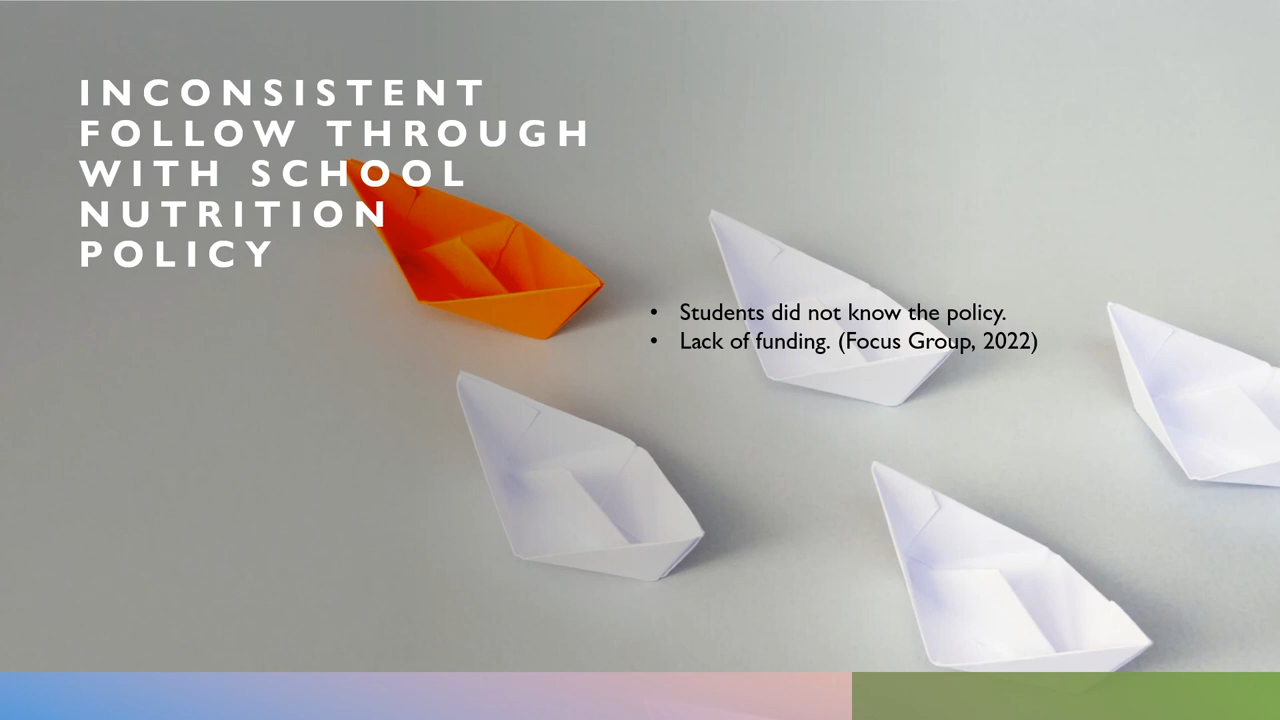 INCONSISTENT
FOLLOW THROUGH
WITH SCHOOL
NUTRITION
POLICY
• Students did not know the policy.
• Lack of funding. (Focus Group, 2022)